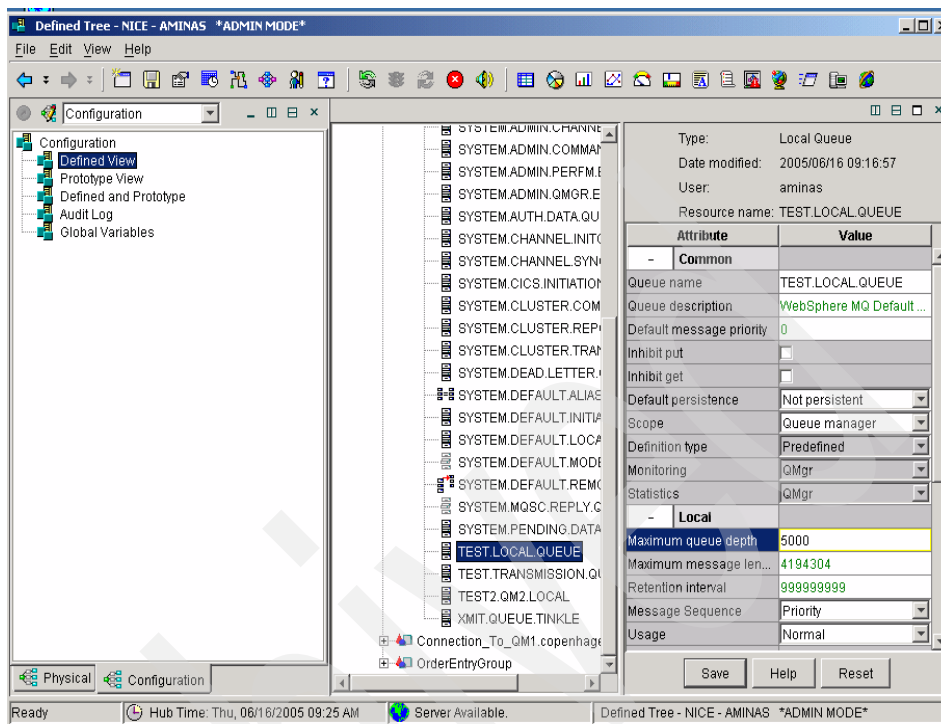 Defined Tree - NICE - AMINAS *ADMIN MODE*
File Edit View Help
Configuration
Configuration
Defined View
Prototype View
Defined and Prototype
Audit Log
Global Variables
Physical
Configuration
SYSTEM.ADMIN.CHANNE
SYSTEM.ADMIN.COMMAN
SYSTEM.ADMIN.PERFM.E
SYSTEM.ADMIN.QMGR.E
SYSTEM.AUTH.DATA.QU
SYSTEM.CHANNEL.INITQ
SYSTEM.CHANNEL.SYN
SYSTEM.CICS.INITIATION
SYSTEM.CLUSTER.COM
SYSTEM.CLUSTER.REPO
SYSTEM.CLUSTER.TRAN
SYSTEM.DEAD.LETTER.
SYSTEM.DEFAULT.ALIAS
SYSTEM.DEFAULT.INITIA
SYSTEM.DEFAULT.LOCA
SYSTEM.DEFAULT.MODE
SYSTEM.DEFAULT.REMO
SYSTEM.MQSC.REPLY.Q
SYSTEM.PENDING.DATA
TEST.LOCAL.QUEUE
TEST.TRANSMISSION.QU
TEST2.QM2.LOCAL
XMIT.QUEUE.TINKLE
Connection_To_QM1.copenhage
OrderEntryGroup
Type: Local Queue
Date modified: 2005/06/16 09:16:57
User: aminas
Resource name: TEST.LOCAL.QUEUE
Attribute Value
- Common
Queue name TEST.LOCAL.QUEUE
Queue description WebSphere MQ Default ...
Default message priority 0
Inhibit put
Inhibit get
Default persistence Not persistent
Scope Queue manager
Definition type Predefined
Monitoring QMgr
Statistics QMgr
- Local
Maximum queue depth 5000
Maximum message len... 4194304
Retention interval 999999999
Message Sequence Priority
Usage Normal
Save Help Reset
Ready Hub Time: Thu, 06/16/2005 09:25 AM Server Available. Defined Tree - NICE - AMINAS *ADMIN MODE*